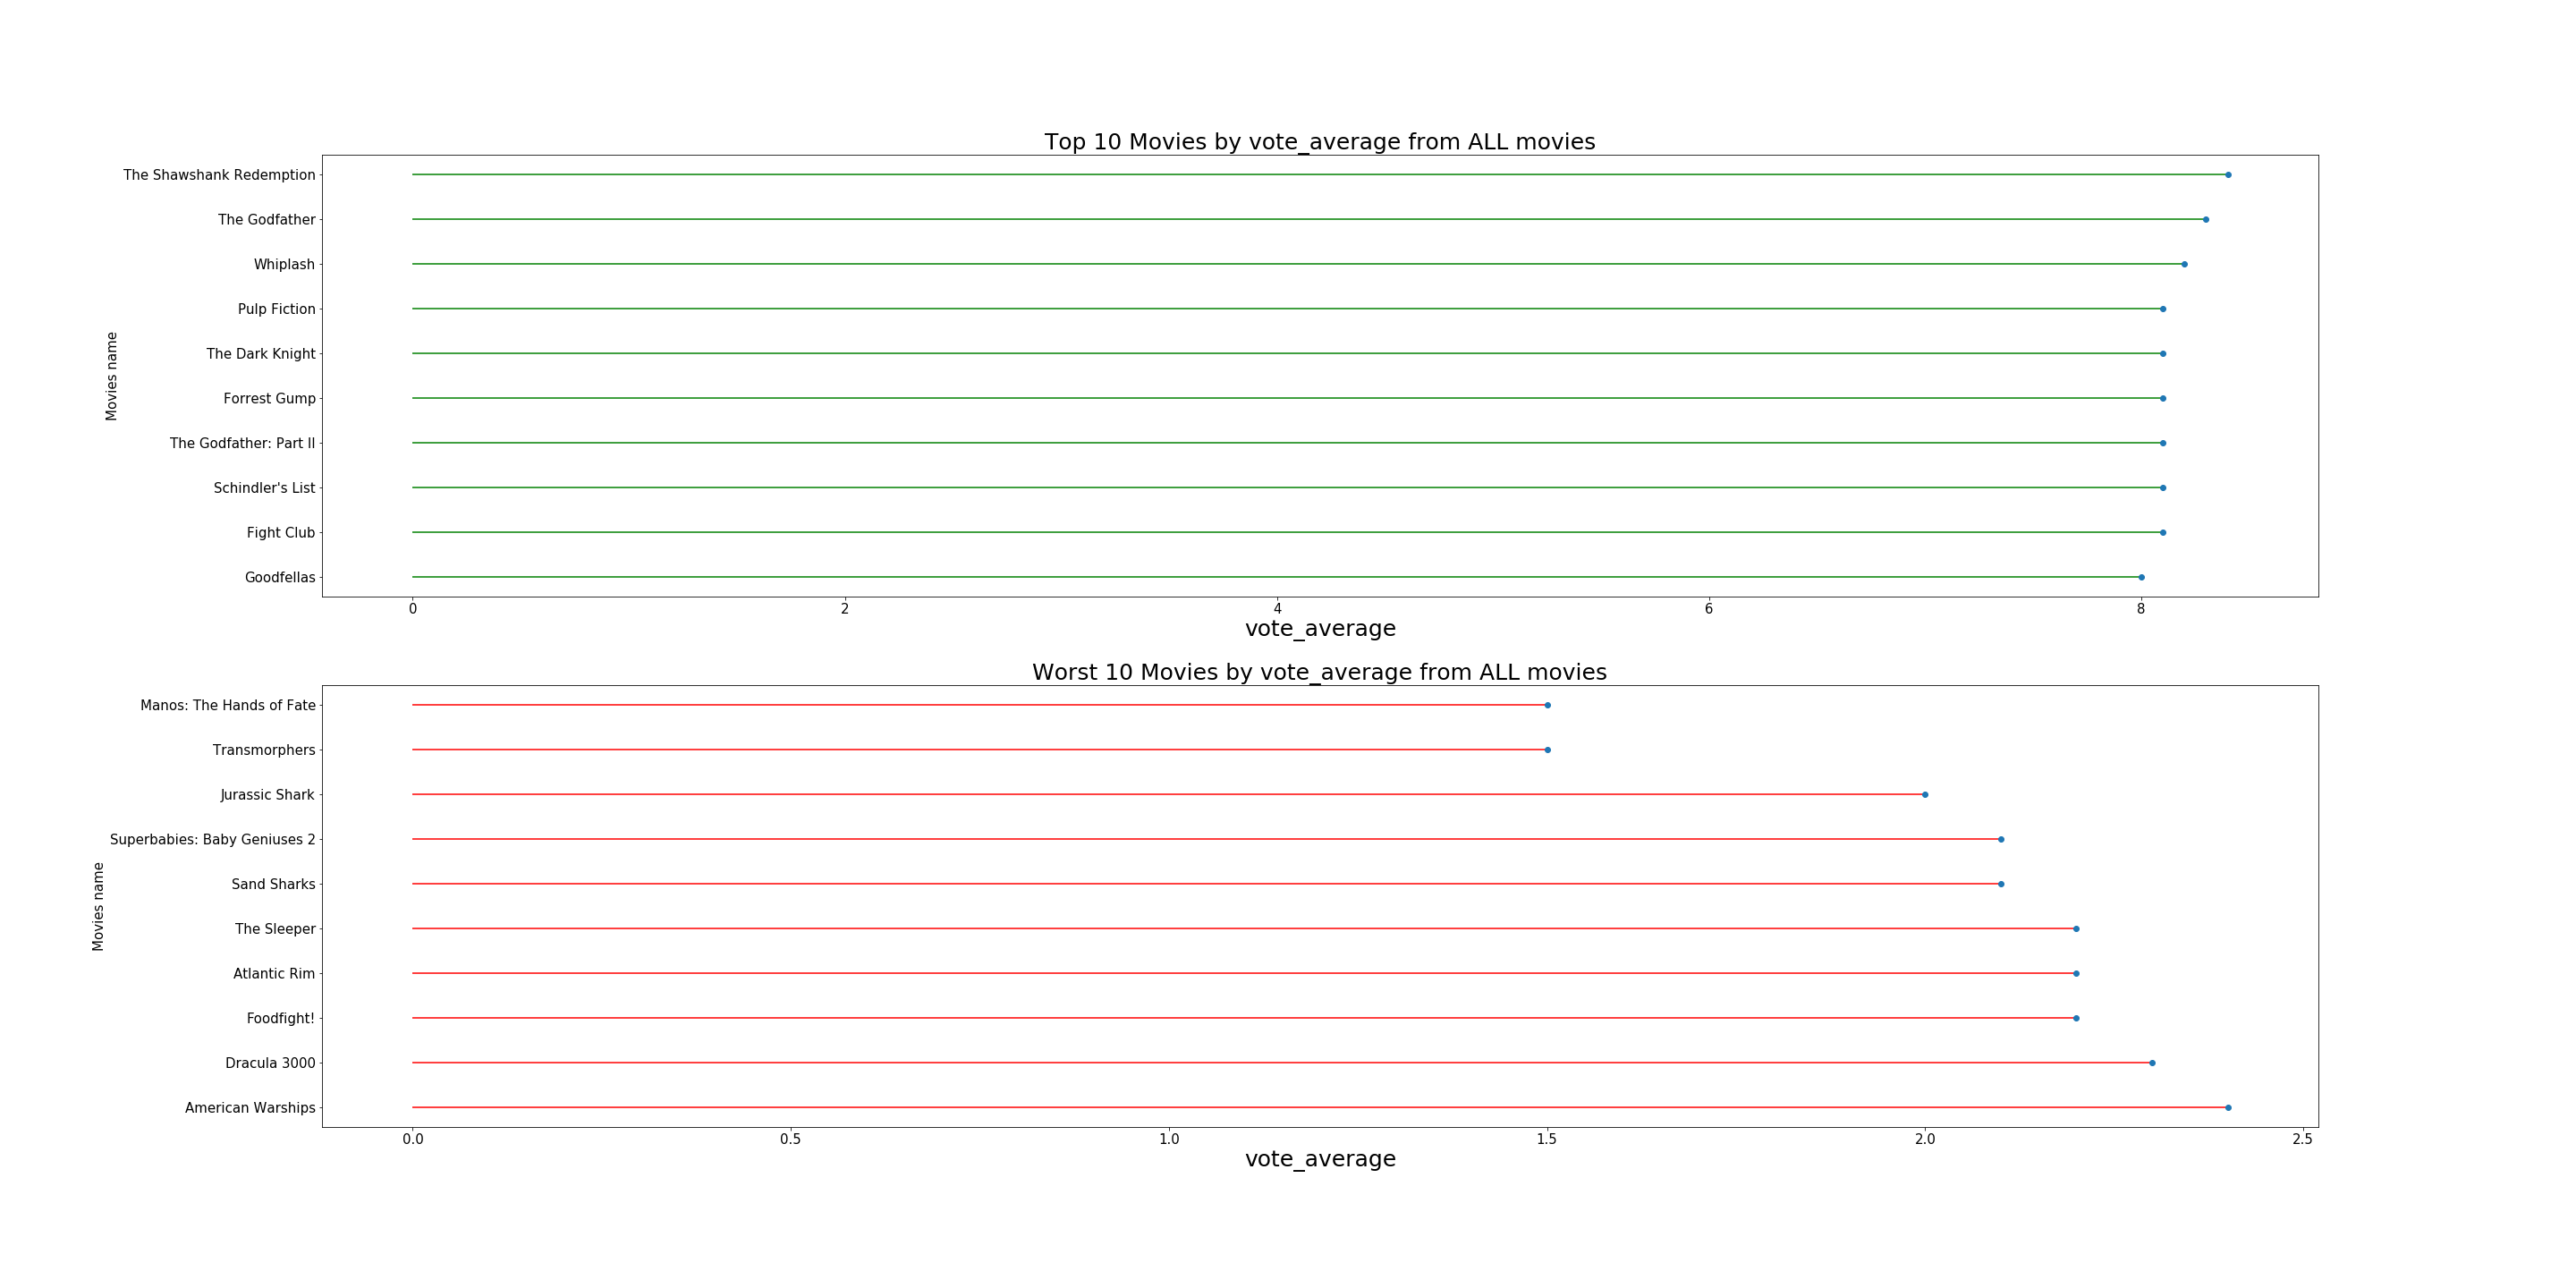 Top 10 Movies by vote_average from ALL movies
Movies name
The Shawshank Redemption
The Godfather
Whiplash
Pulp Fiction
The Dark Knight
Forrest Gump
The Godfather: Part II
Schindler's List
Fight Club
Goodfellas
0 2 4 6 8
vote_average
Worst 10 Movies by vote_average from ALL movies
Movies name
Manos: The Hands of Fate
Transmorphers
Jurassic Shark
Superbabies: Baby Geniuses 2
Sand Sharks
The Sleeper
Atlantic Rim
Foodfight!
Dracula 3000
American Warships
0.0 0.5 1.0 1.5 2.0 2.5
vote_average